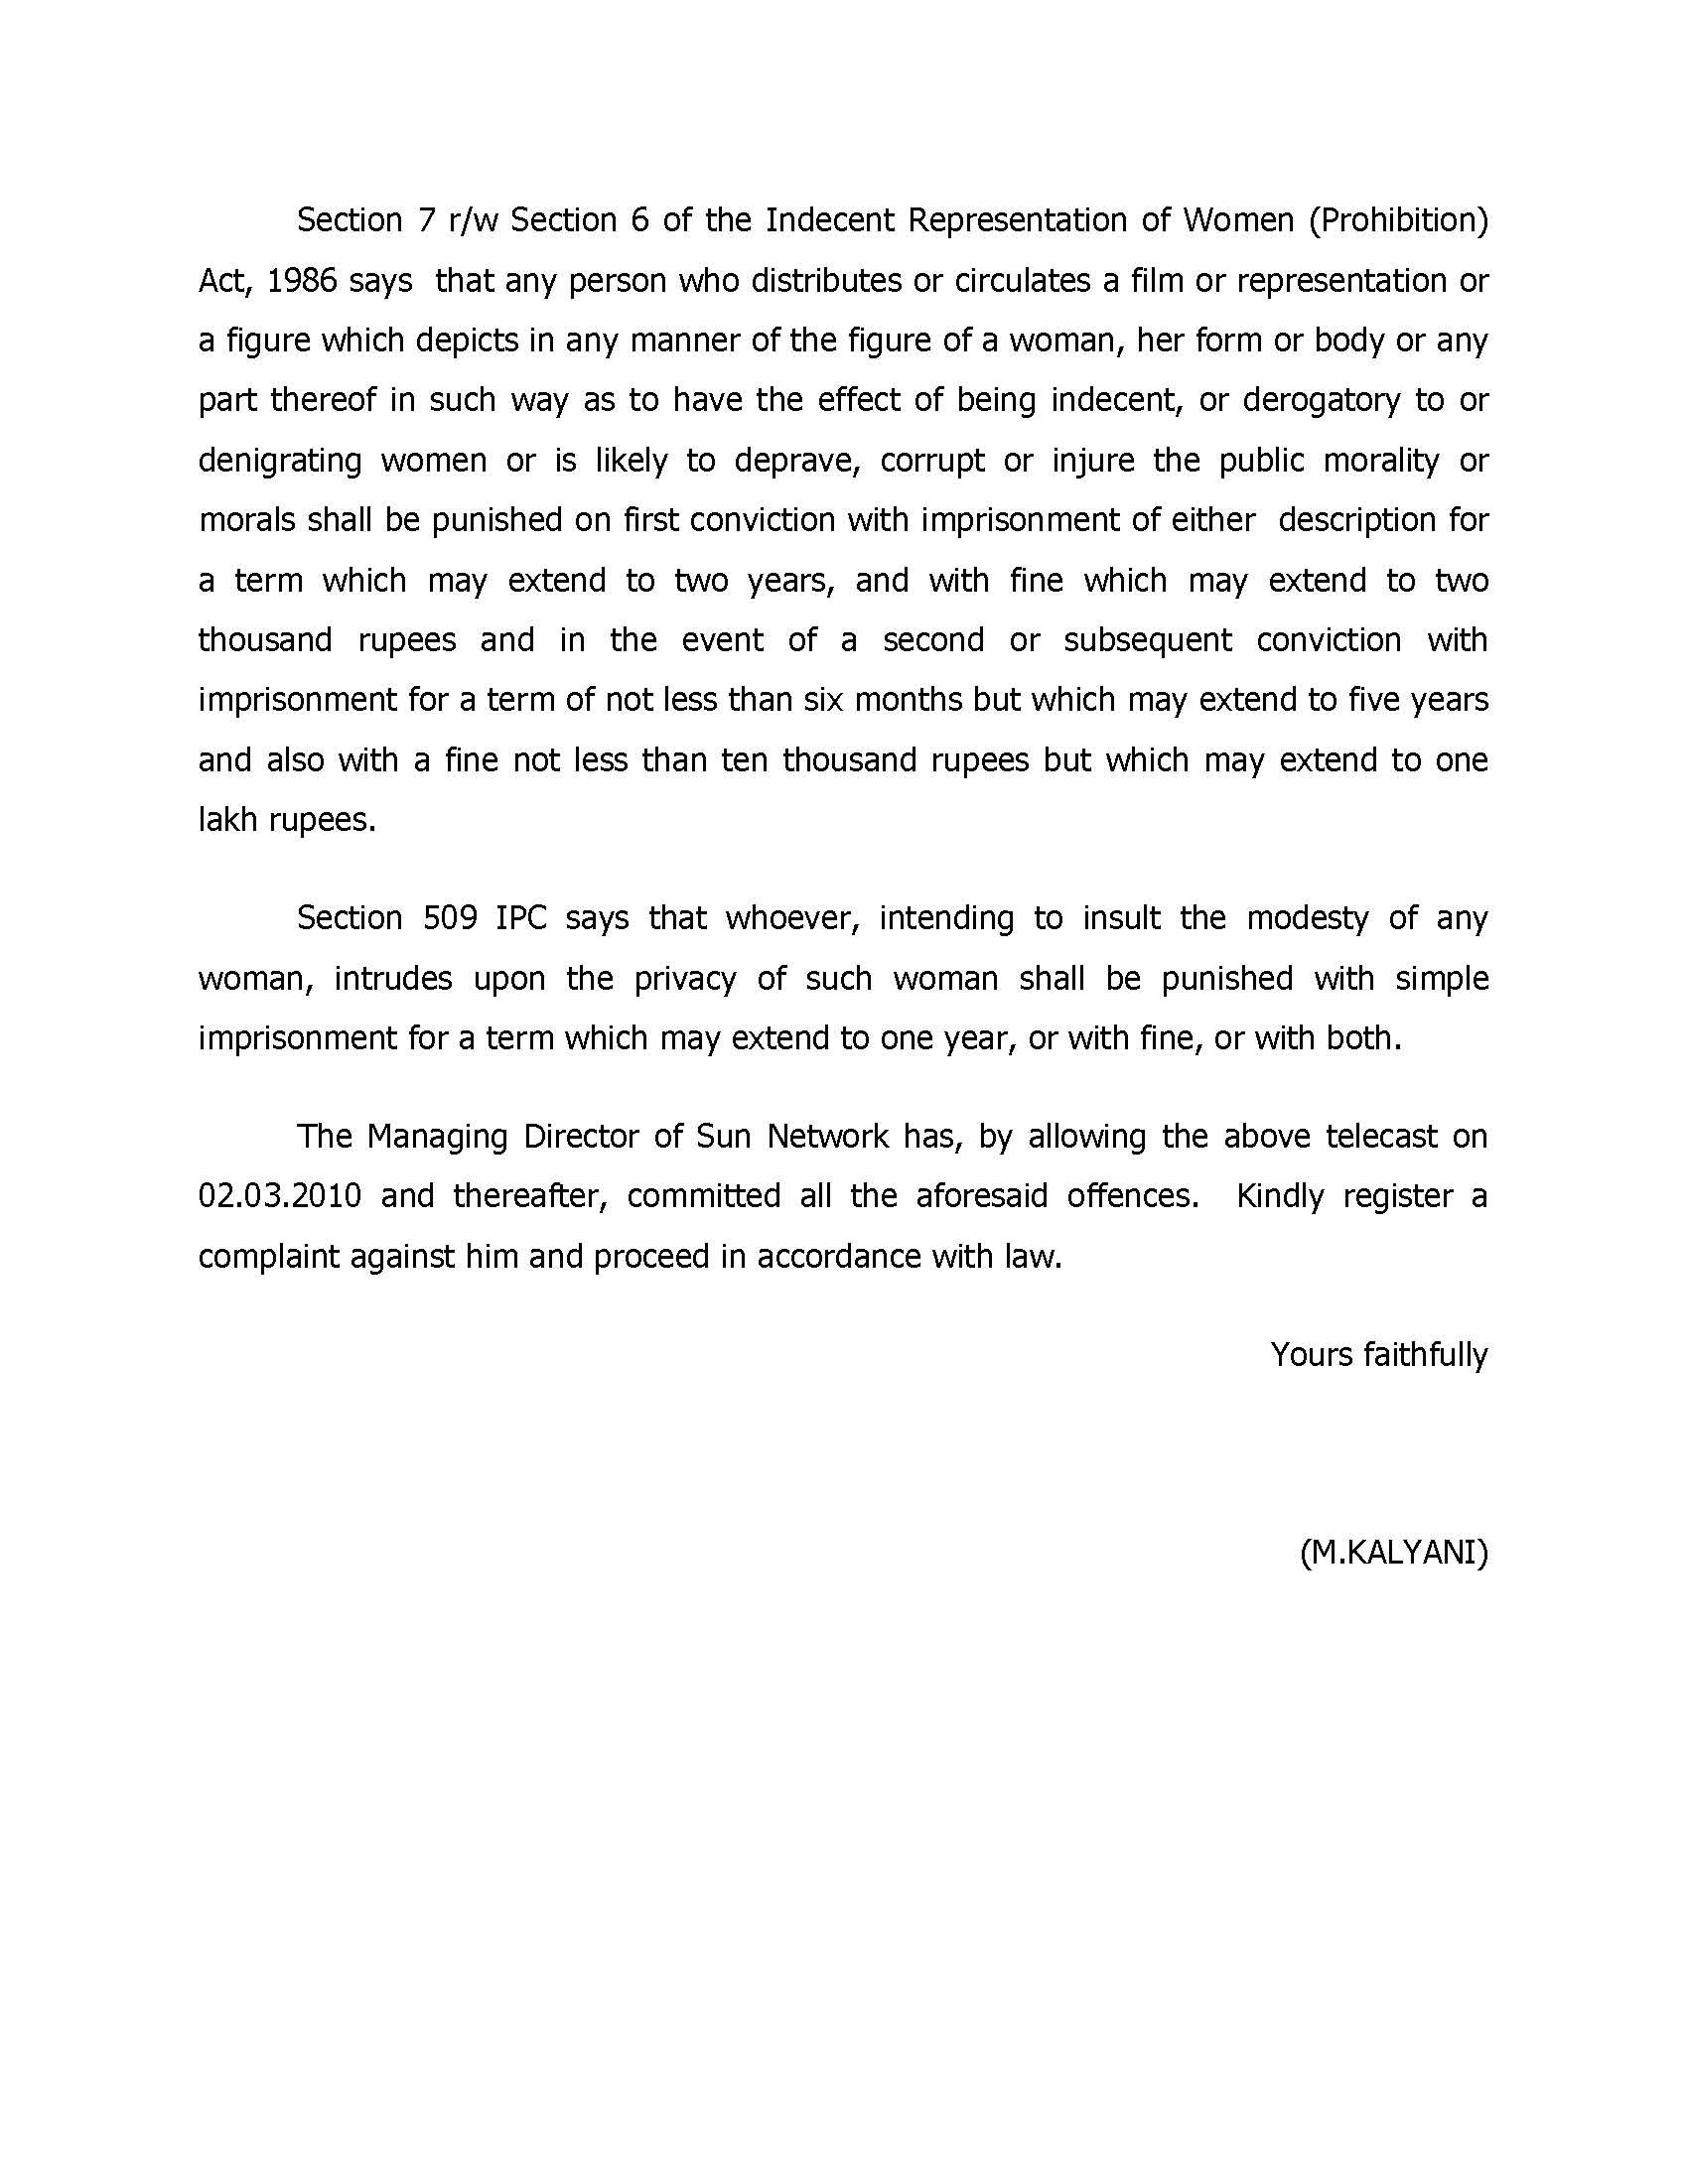 Section 7 r/w Section 6 of the Indecent Representation of Women (Prohibition)
Act, 1986 says that any person who distributes or circulates a film or representation or
a figure which depicts in any manner of the figure of a woman, her form or body or any
part thereof in such way as to have the effect of being indecent, or derogatory to or
denigrating women or is likely to deprave, corrupt or injure the public morality or
morals shall be punished on first conviction with imprisonment of either description for
a term which may extend to two years, and with fine which may extend to two
thousand rupees and in the event of a second or subsequent conviction with
imprisonment for a term of not less than six months but which may extend to five years
and also with a fine not less than ten thousand rupees but which may extend to one
lakh rupees.
Section 509 IPC says that whoever, intending to insult the modesty of any
woman, intrudes upon the privacy of such woman shall be punished with simple
imprisonment for a term which may extend to one year, or with fine, or with both.
The Managing Director of Sun Network has, by allowing the above telecast on
02.03.2010 and thereafter, committed all the aforesaid offences. Kindly register a
complaint against him and proceed in accordance with law.
Yours faithfully
(M.KALYANI)